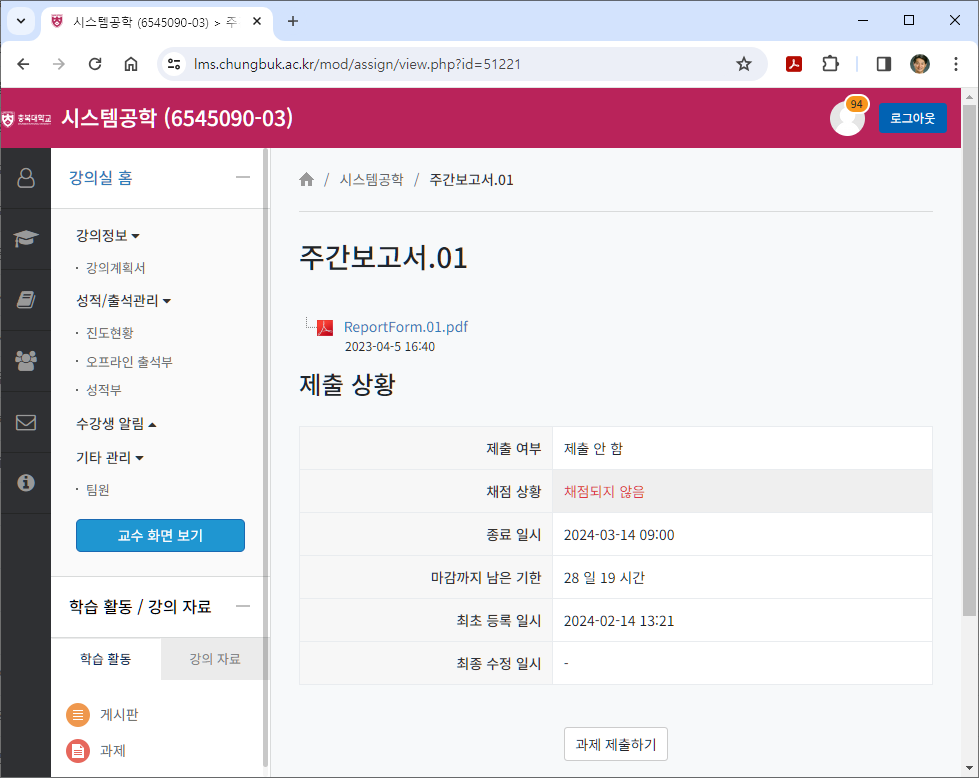 시스템공학 (6545090-03) > 주
lms.chungbuk.ac.kr/mod/assign/view.php?id=51221
충북대학교
시스템공학 (6545090-03)
94
로그아웃
강의실 홈
강의정보
· 강의계획서
성적/출석관리
· 진도현황
· 오프라인 출석부
· 성적부
수강생 알림
기타 관리
· 팀원
교수 화면 보기
학습 활동 / 강의 자료
학습 활동
강의 자료
게시판
과제
/ 시스템공학 / 주간보고서.01
주간보고서.01
ReportForm.01.pdf
2023-04-5 16:40
제출 상황
제출 여부 제출 안 함
채점 상황 채점되지 않음
종료 일시 2024-03-14 09:00
마감까지 남은 기한 28 일 19 시간
최초 등록 일시 2024-02-14 13:21
최종 수정 일시 -
과제 제출하기